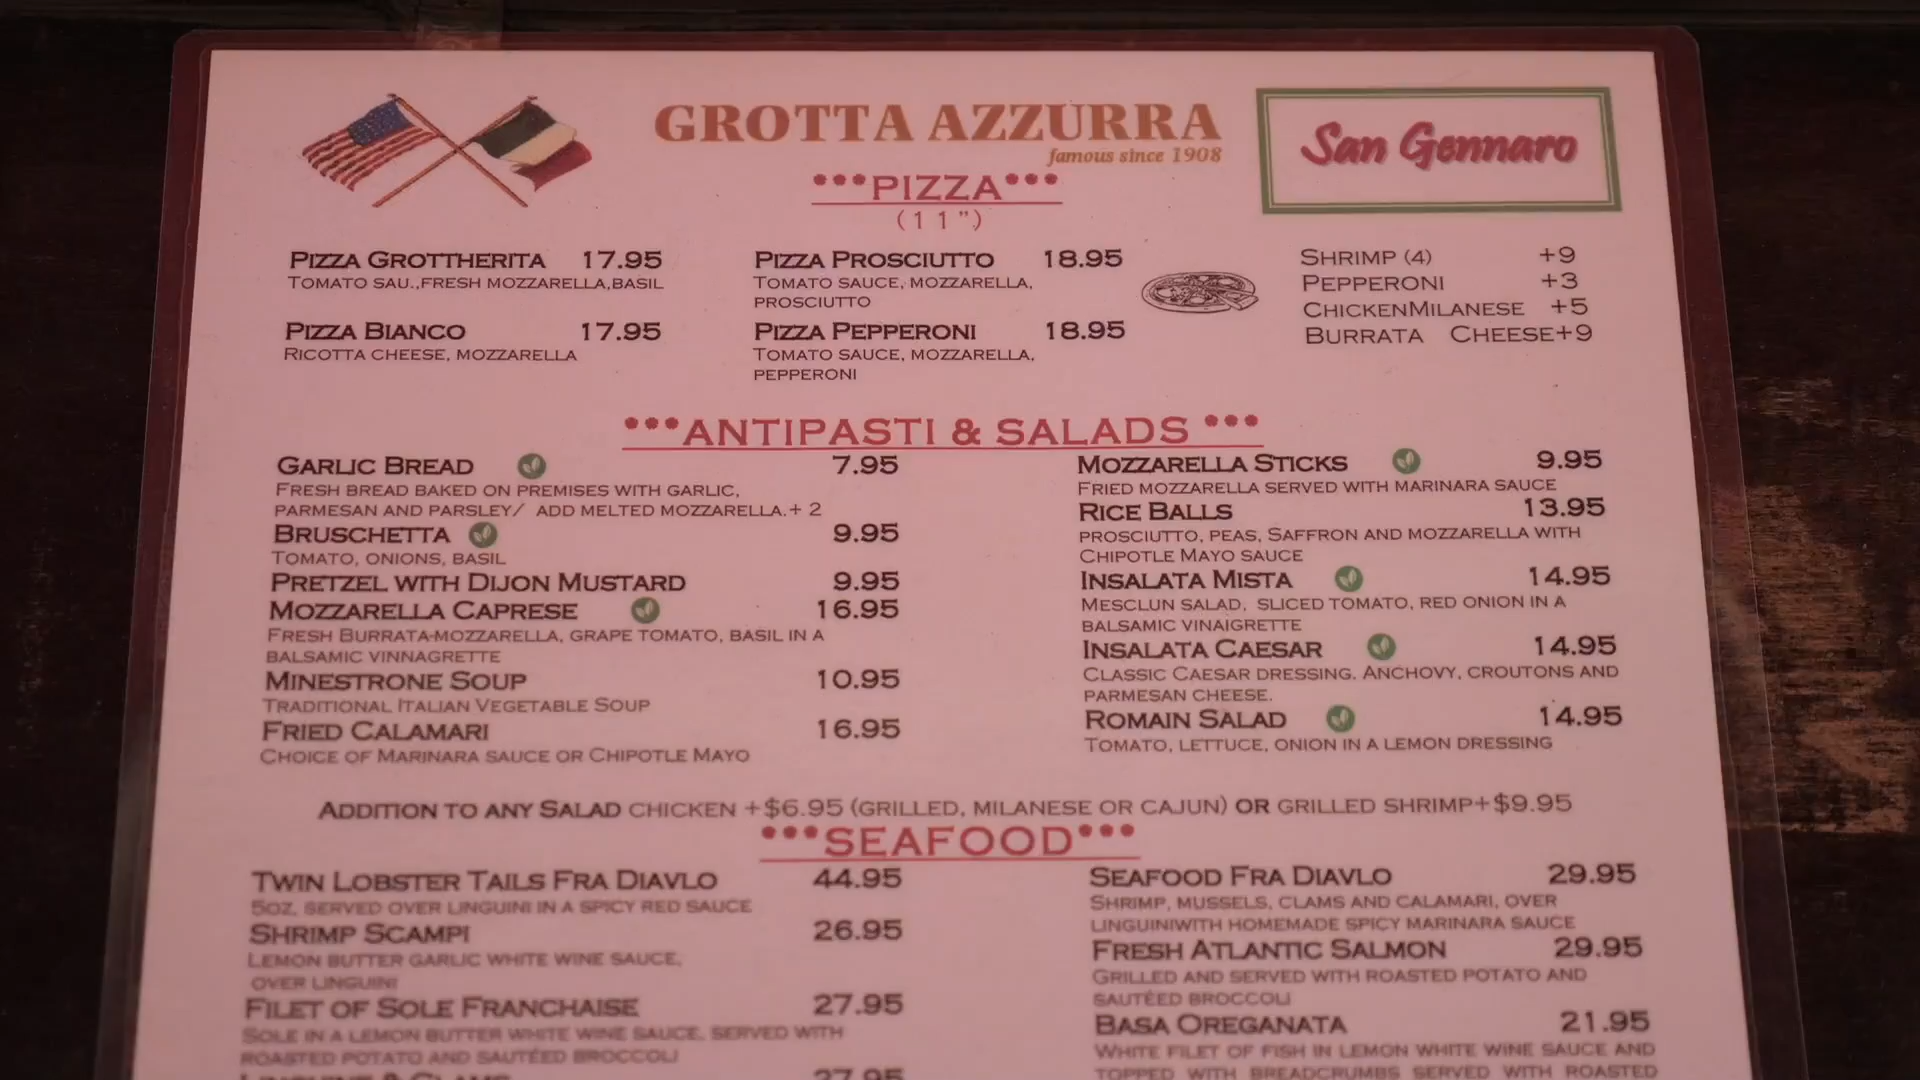 GROTTA AZZURRA
famous since 1908
San Gennaro
***PIZZA***
(11")
PIZZA GROTTHERITA 17.95
TOMATO SAU.,FRESH MOZZARELLA,BASIL
PIZZA BIANCO 17.95
RICOTTA CHEESE, MOZZARELLA
PIZZA PROSCIUTTO 18.95
TOMATO SAUCE, MOZZARELLA,
PROSCIUTTO
PIZZA PEPPERONI 18.95
TOMATO SAUCE, MOZZARELLA,
PEPPERONI
SHRIMP (4) +9
PEPPERONI +3
CHICKENMILANESE +5
BURRATA CHEESE+9
***ANTIPASTI & SALADS ***
GARLIC BREAD 7.95
FRESH BREAD BAKED ON PREMISES WITH GARLIC,
PARMESAN AND PARSLEY/ ADD MELTED MOZZARELLA.+ 2
BRUSCHETTA 9.95
TOMATO, ONIONS, BASIL
PRETZEL WITH DIJON MUSTARD 9.95
MOZZARELLA CAPRESE 16.95
FRESH BURRATA-MOZZARELLA, GRAPE TOMATO, BASIL IN A
BALSAMIC VINNAGRETTE
MINESTRONE SOUP 10.95
TRADITIONAL ITALIAN VEGETABLE SOUP
FRIED CALAMARI 16.95
CHOICE OF MARINARA SAUCE OR CHIPOTLE MAYO
MOZZARELLA STICKS 9.95
FRIED MOZZARELLA SERVED WITH MARINARA SAUCE
RICE BALLS 13.95
PROSCIUTTO, PEAS, SAFFRON AND MOZZARELLA WITH
CHIPOTLE MAYO SAUCE
INSALATA MISTA 14.95
MESCLUN SALAD, SLICED TOMATO, RED ONION IN A
BALSAMIC VINAIGRETTE
INSALATA CAESAR 14.95
CLASSIC CAESAR DRESSING. ANCHOVY, CROUTONS AND
PARMESAN CHEESE.
ROMAIN SALAD 14.95
TOMATO, LETTUCE, ONION IN A LEMON DRESSING
ADDITION TO ANY SALAD CHICKEN +$6.95 (GRILLED, MILANESE OR CAJUN) OR GRILLED SHRIMP+$9.95
***SEAFOOD***
TWIN LOBSTER TAILS FRA DIAVLO 44.95
5OZ. SERVED OVER LINGUINI IN A SPICY RED SAUCE
SHRIMP SCAMPI 26.95
LEMON BUTTER GARLIC WHITE WINE SAUCE,
OVER LINGUINI
FILET OF SOLE FRANCHAISE 27.95
SOLE IN A LEMON BUTTER WHITE WINE SAUCE, SERVED WITH
ROASTED POTATO AND SAUTÉED BROCCOLI
LINGUINE & CLAMS 27.95
SEAFOOD FRA DIAVLO 29.95
SHRIMP, MUSSELS, CLAMS AND CALAMARI, OVER
LINGUINIWITH HOMEMADE SPICY MARINARA SAUCE
FRESH ATLANTIC SALMON 29.95
GRILLED AND SERVED WITH ROASTED POTATO AND
SAUTÉED BROCCOLI
BASA OREGANATA 21.95
WHITE FILET OF FISH IN LEMON WHITE WINE SAUCE AND
TOPPED WITH BREADCRUMBS SERVED WITH ROASTED